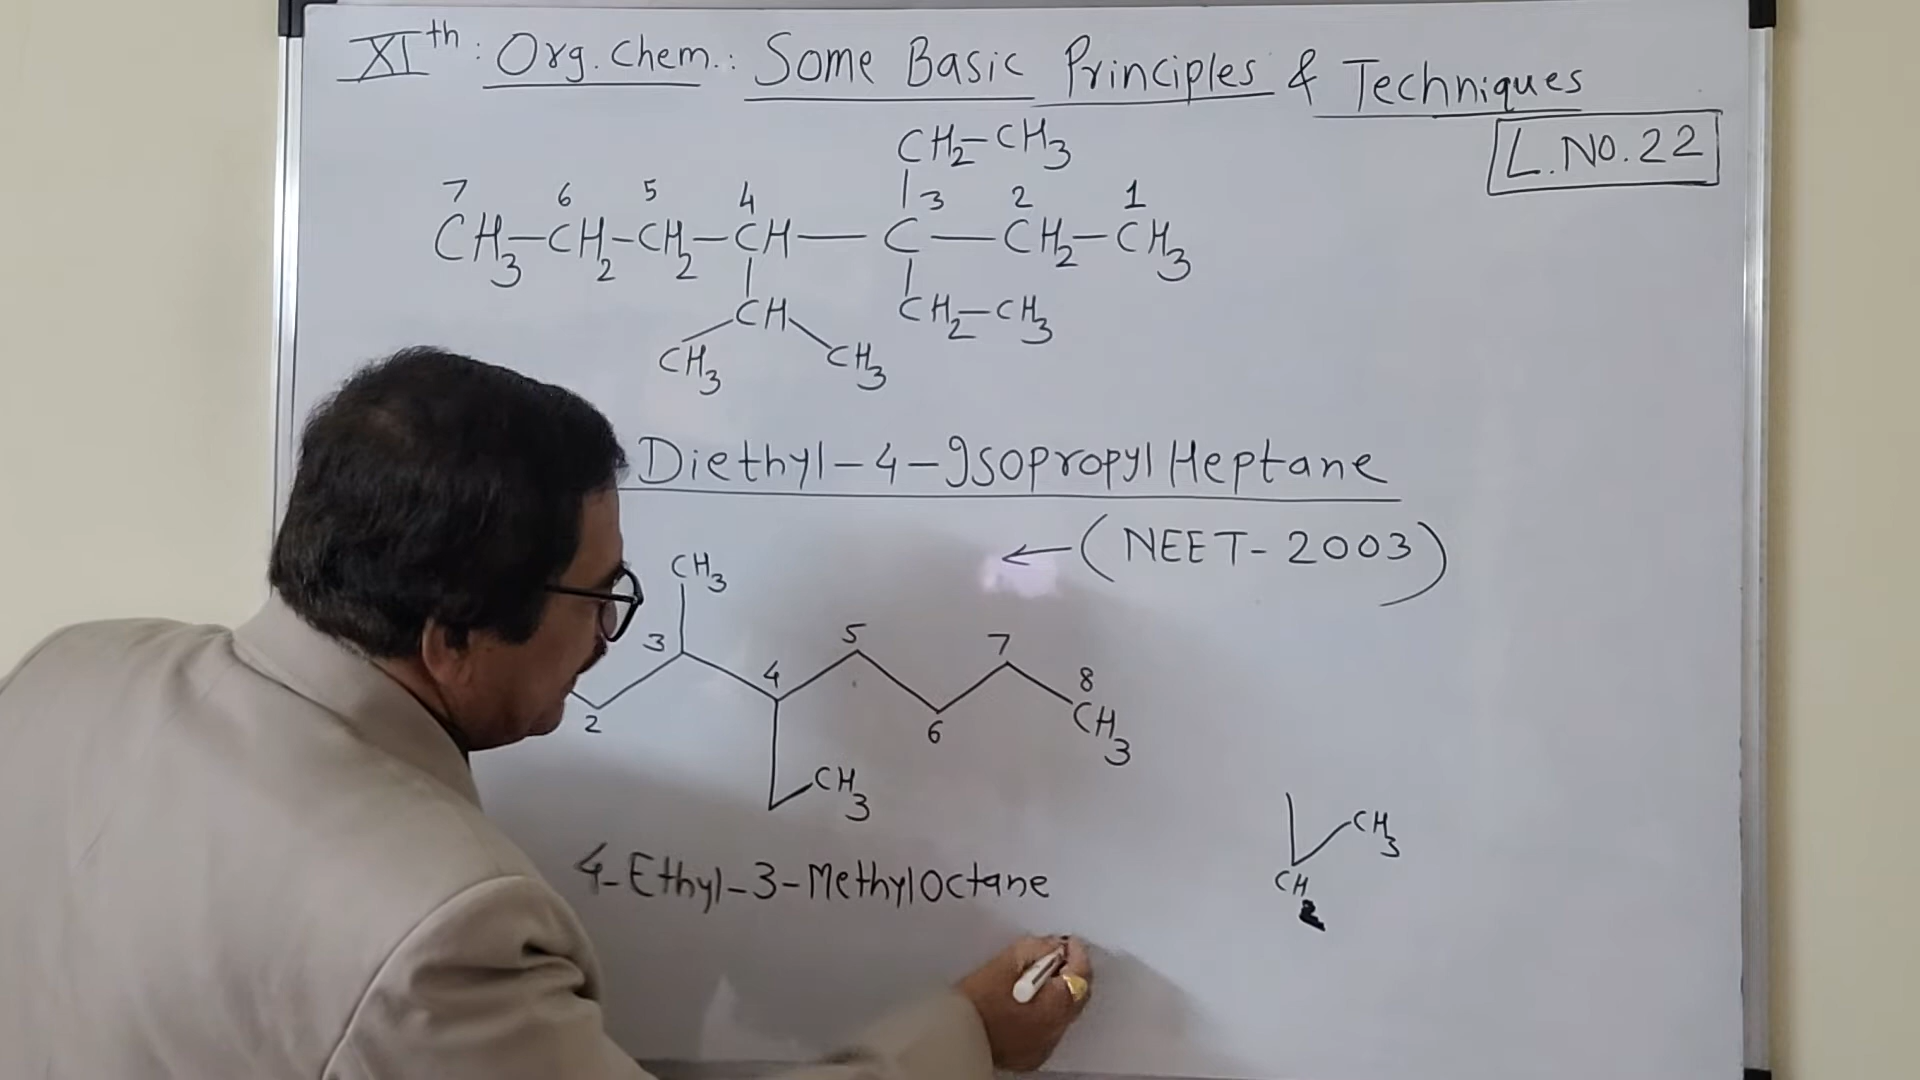 XIth: Org. Chem.: Some Basic Principles & Techniques
L.NO.22
CH2-CH3
7 6 5 4 3 2 1
CH3-CH2-CH2-CH-C-CH2-CH3
CH CH2-CH3
CH3 CH3
Diethyl-4-Isopropyl Heptane
(NEET-2003)
CH3
3 5 7
4 8
2 6 CH3
CH3
CH3
4-Ethyl-3-MethylOctane
CH2